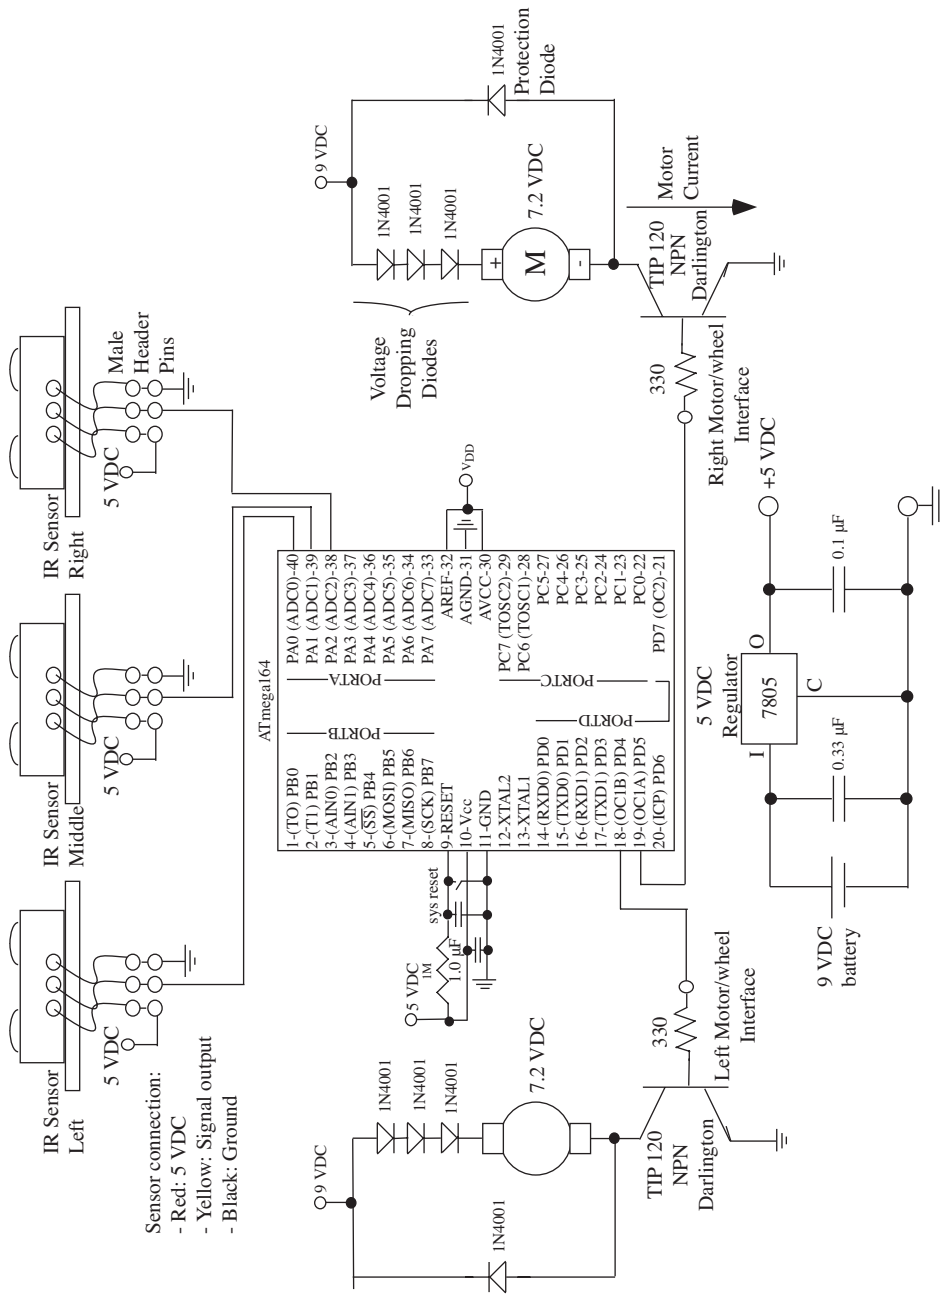 IR Sensor
Left
IR Sensor
Middle
IR Sensor
Right
5 VDC
5 VDC
5 VDC
Male
Header
Pins
Sensor connection:
- Red: 5 VDC
- Yellow: Signal output
- Black: Ground
ATmega164
1-(TO) PB0
2-(T1) PB1
3-(AIN0) PB2
4-(AIN1) PB3
5-(SS) PB4
6-(MOSI) PB5
7-(MISO) PB6
8-(SCK) PB7
9-RESET
10-Vcc
11-GND
12-XTAL2
13-XTAL1
14-(RXD0) PD0
15-(TXD0) PD1
16-(RXD1) PD2
17-(TXD1) PD3
18-(OC1B) PD4
19-(OC1A) PD5
20-(ICP) PD6
PORTB
PORTD
PORTA
PORTC
PA0 (ADC0)-40
PA1 (ADC1)-39
PA2 (ADC2)-38
PA3 (ADC3)-37
PA4 (ADC4)-36
PA5 (ADC5)-35
PA6 (ADC6)-34
PA7 (ADC7)-33
AREF-32
AGND-31
AVCC-30
PC7 (TOSC2)-29
PC6 (TOSC1)-28
PC5-27
PC4-26
PC3-25
PC2-24
PC1-23
PC0-22
PD7 (OC2)-21
VDD
sys reset
1M
1.0 µF
5 VDC
9 VDC
1N4001
1N4001
1N4001
7.2 VDC
1N4001
TIP 120
NPN
Darlington
330
Left Motor/wheel
Interface
9 VDC
1N4001
1N4001
1N4001
Voltage
Dropping
Diodes
+
M
-
7.2 VDC
1N4001
Protection
Diode
Motor
Current
TIP 120
NPN
Darlington
330
Right Motor/wheel
Interface
9 VDC
battery
0.33 µF
5 VDC
Regulator
I
7805
O
C
0.1 µF
+5 VDC